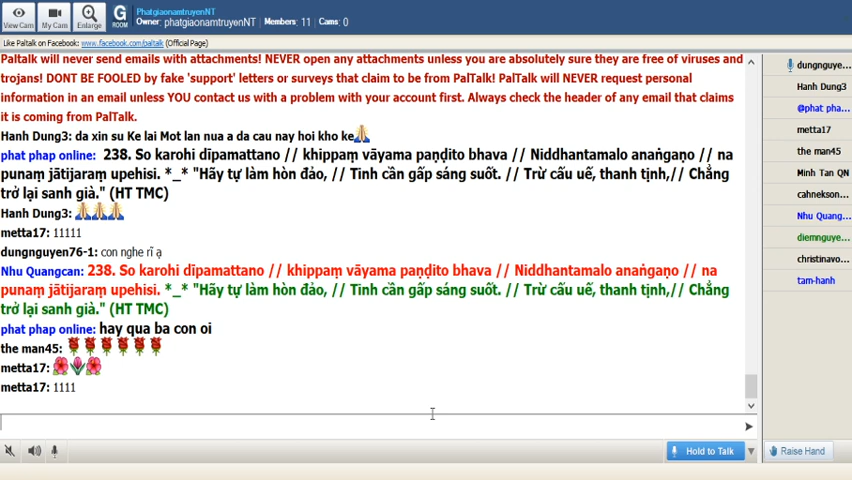 PhatgiaonamtruyenNT
Owner: phatgiaonamtruyenNT Members: 11 Cams: 0
View Cam My Cam Enlarge G ROOM
Like Paltalk on Facebook: www.facebook.com/paltalk (Official Page)
Paltalk will never send emails with attachments! NEVER open any attachments unless you are absolutely sure they are free of viruses and
trojans! DONT BE FOOLED by fake 'support' letters or surveys that claim to be from PalTalk! PalTalk will NEVER request personal
information in an email unless YOU contact us with a problem with your account first. Always check the header of any email that claims
it is coming from PalTalk.
Hanh Dung3: da xin su Ke lai Mot lan nua a da cau nay hoi kho ke
phat phap online: 238. So karohi dīpamattano // khippaṃ vāyama paṇḍito bhava // Niddhantamalo anaṅgaṇo // na
punaṃ jātijaraṃ upehisi. *_* "Hãy tự làm hòn đảo, // Tinh cần gấp sáng suốt. // Trừ cấu uế, thanh tịnh,// Chẳng
trở lại sanh già." (HT TMC)
Hanh Dung3:
metta17: 11111
dungnguyen76-1: con nghe rĩ ạ
Nhu Quangcan: 238. So karohi dīpamattano // khippaṃ vāyama paṇḍito bhava // Niddhantamalo anaṅgaṇo // na
punaṃ jātijaraṃ upehisi. *_* "Hãy tự làm hòn đảo, // Tinh cần gấp sáng suốt. // Trừ cấu uế, thanh tịnh,// Chẳng
trở lại sanh già." (HT TMC)
phat phap online: hay qua ba con oi
the man45:
metta17:
metta17: 1111
Hold to Talk
Raise Hand
dungnguye...
Hanh Dung3
@phat pha...
metta17
the man45
Minh Tan QN
cahnekson...
Nhu Quang...
diemnguye...
christinavo...
tam-hanh